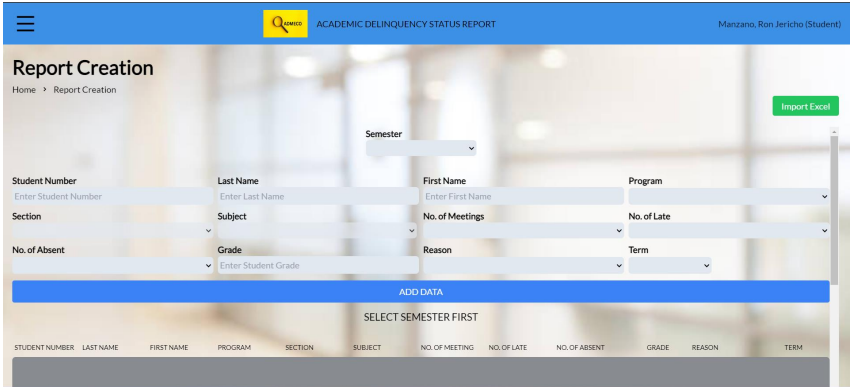 ADMECO ACADEMIC DELINQUENCY STATUS REPORT Manzano, Ron Jericho (Student)
Report Creation
Home > Report Creation
Import Excel
Semester
Student Number Last Name First Name Program
Enter Student Number Enter Last Name Enter First Name
Section Subject No. of Meetings No. of Late
No. of Absent Grade Reason Term
Enter Student Grade
ADD DATA
SELECT SEMESTER FIRST
STUDENT NUMBER LAST NAME FIRST NAME PROGRAM SECTION SUBJECT NO. OF MEETING NO. OF LATE NO. OF ABSENT GRADE REASON TERM